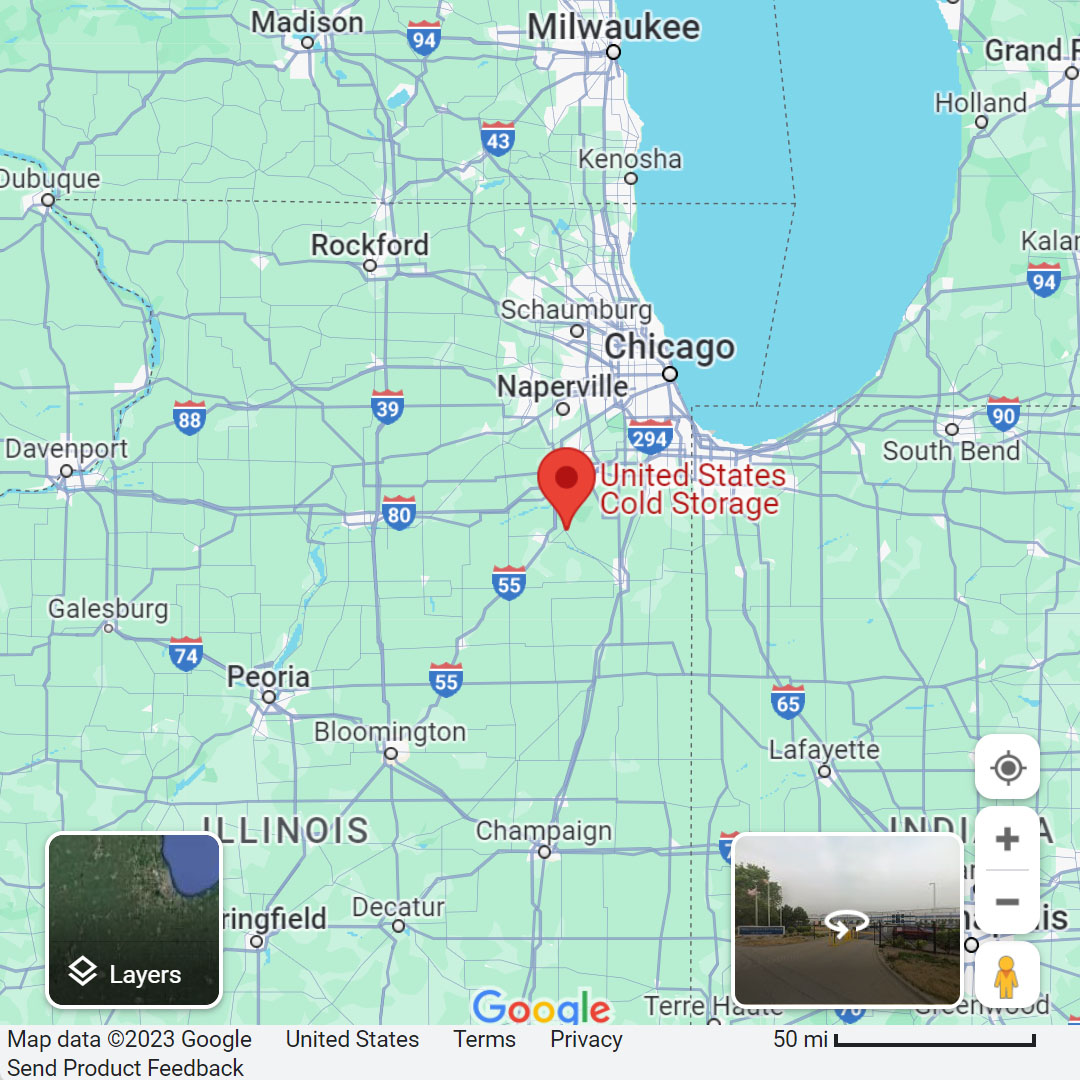 Madison
94
Milwaukee
Grand
Holland
43
Kenosha
Dubuque
Rockford
Kalar
94
Schaumburg
Chicago
Naperville
88
39
90
294
Davenport
South Bend
United States
Cold Storage
80
55
Galesburg
74
Peoria
55
65
Bloomington
Lafayette
ILLINOIS
Champaign
ringfield
Decatur
Layers
Google
Terre Haute
Greenwood
Map data ©2023 Google United States Terms Privacy 50 mi
Send Product Feedback